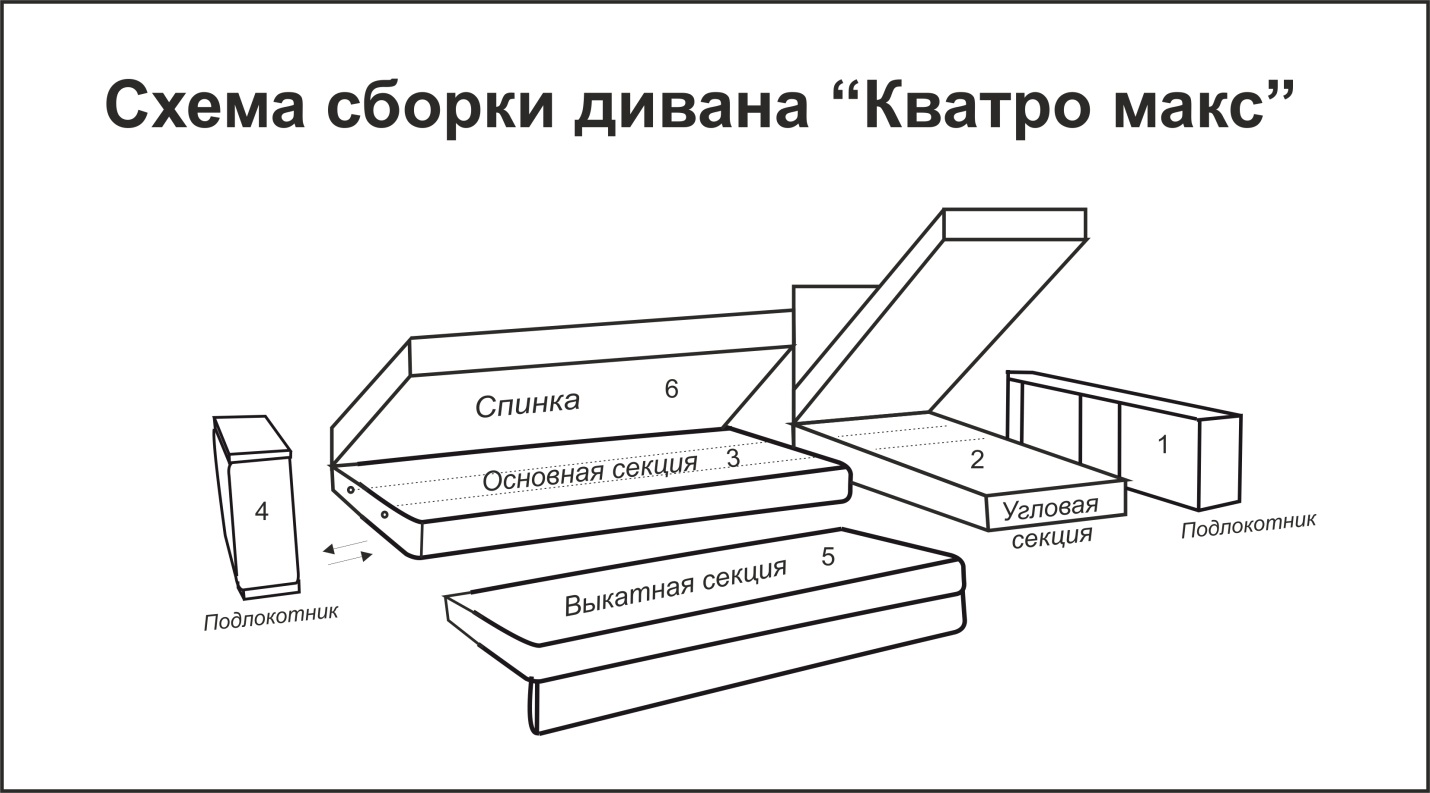 Схема сборки дивана “Кватро макс”
Спинка 6
Основная секция 3
2
1
4
Угловая
секция
Подлокотник
Выкатная секция 5
Подлокотник